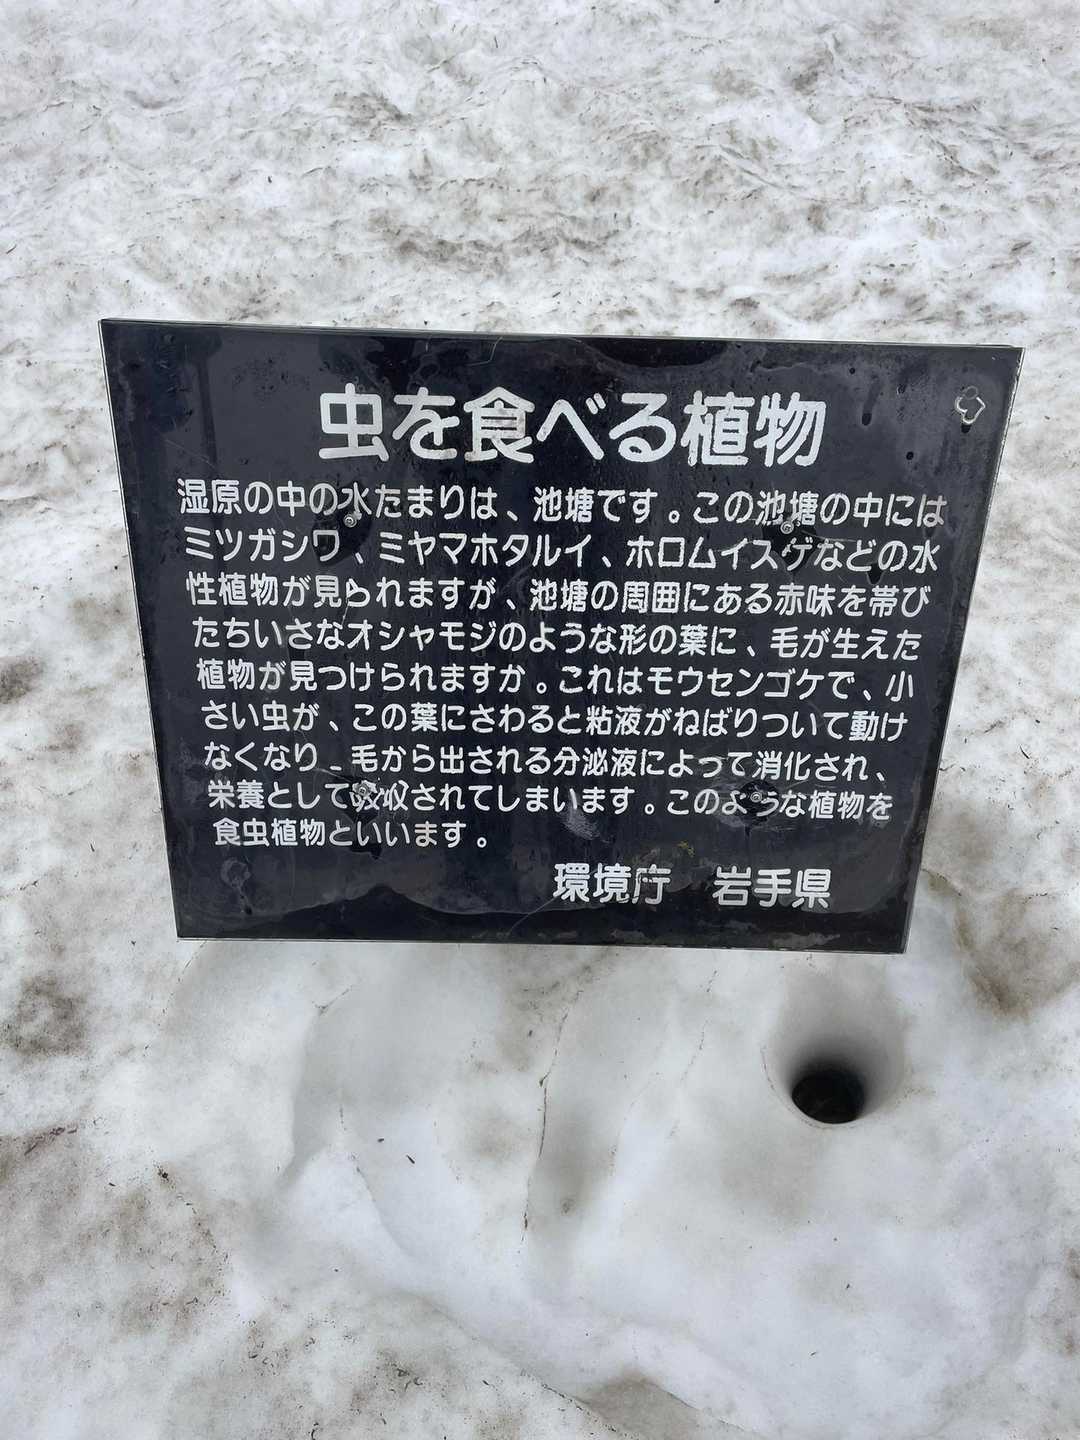 虫を食べる植物
湿原の中の水たまりは、池塘です。この池塘の中には
ミツガシワ、ミヤマホタルイ、ホロムイスゲなどの水
性植物が見られますが、池塘の周囲にある赤味を帯び
たちいさなオシャモジのような形の葉に、毛が生えた
植物が見つけられますか。これはモウセンゴケで、小
さい虫が、この葉にさわると粘液がねばりついて動け
なくなり、毛から出される分泌液によって消化され、
栄養として吸収されてしまいます。このような植物を
食虫植物といいます。
環境庁 岩手県